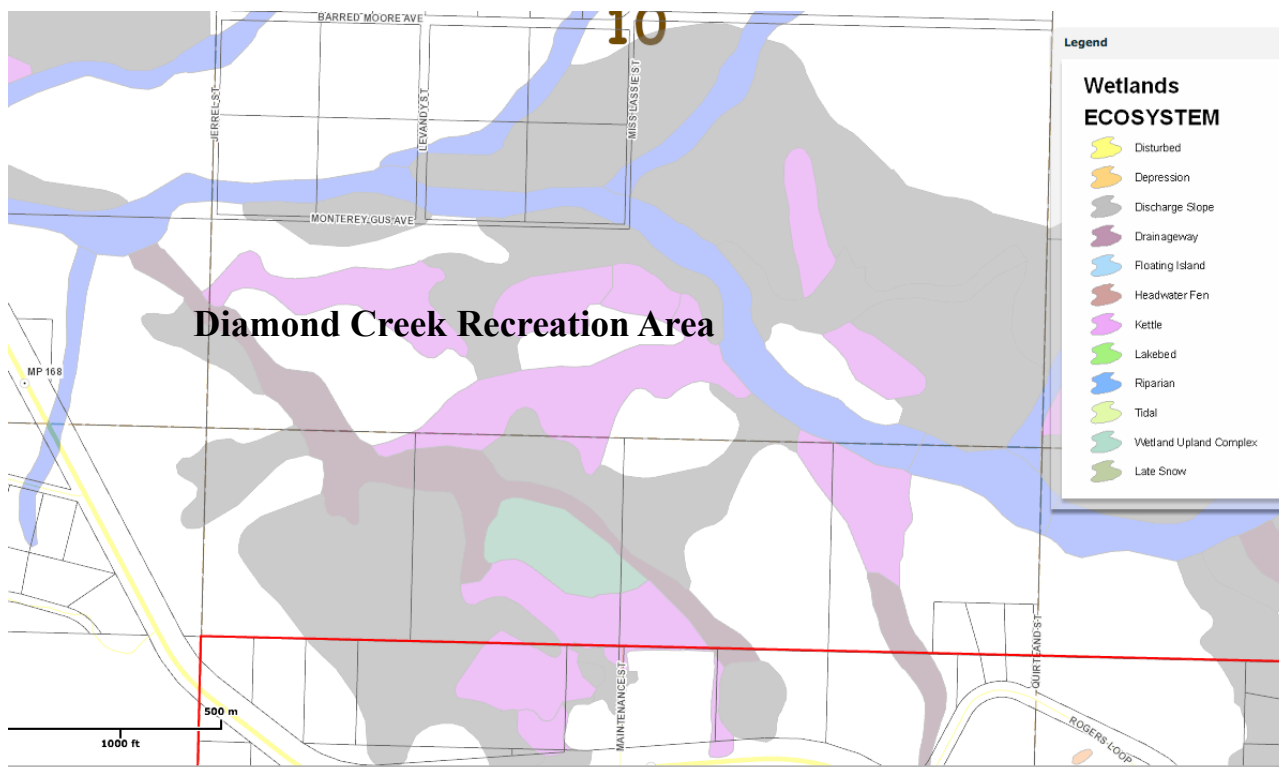 BARRED MOORE AVE
10
JERREL ST
LEVANDY ST
MISS LASSIE ST
MONTEREY GUS AVE
Diamond Creek Recreation Area
MP 168
MAINTENANCE ST
QUIRTLAND ST
ROGERS LOOP
500 m
1000 ft
Legend
Wetlands
ECOSYSTEM
Disturbed
Depression
Discharge Slope
Drainageway
Floating Island
Headwater Fen
Kettle
Lakebed
Riparian
Tidal
Wetland Upland Complex
Late Snow